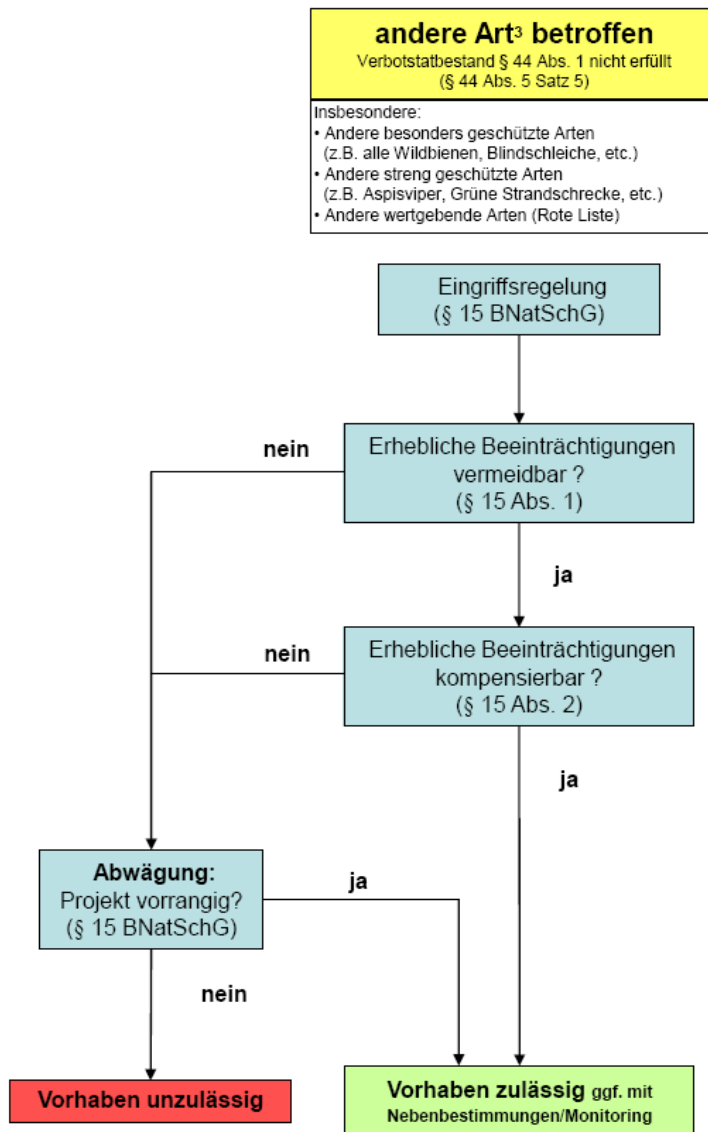 andere Art³ betroffen
Verbotstatbestand § 44 Abs. 1 nicht erfüllt
(§ 44 Abs. 5 Satz 5)
Insbesondere:
• Andere besonders geschützte Arten
(z.B. alle Wildbienen, Blindschleiche, etc.)
• Andere streng geschützte Arten
(z.B. Aspisviper, Grüne Strandschrecke, etc.)
• Andere wertgebende Arten (Rote Liste)
Eingriffsregelung
(§ 15 BNatSchG)
nein
Erhebliche Beeinträchtigungen
vermeidbar ?
(§ 15 Abs. 1)
ja
nein
Erhebliche Beeinträchtigungen
kompensierbar ?
(§ 15 Abs. 2)
ja
Abwägung:
Projekt vorrangig?
(§ 15 BNatSchG)
ja
nein
Vorhaben unzulässig
Vorhaben zulässig ggf. mit
Nebenbestimmungen/Monitoring